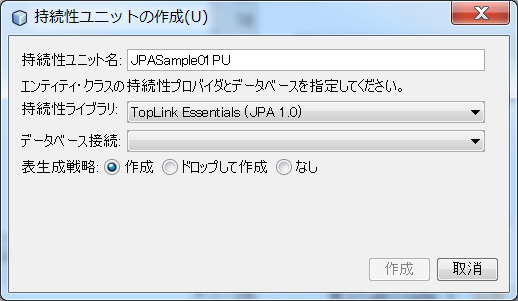 持続性ユニットの作成(U)
持続性ユニット名: JPASample01PU
エンティティ・クラスの持続性プロバイダとデータベースを指定してください。
持続性ライブラリ: TopLink Essentials (JPA 1.0)
データベース接続:
表生成戦略: 作成 ドロップして作成 なし
作成 取消